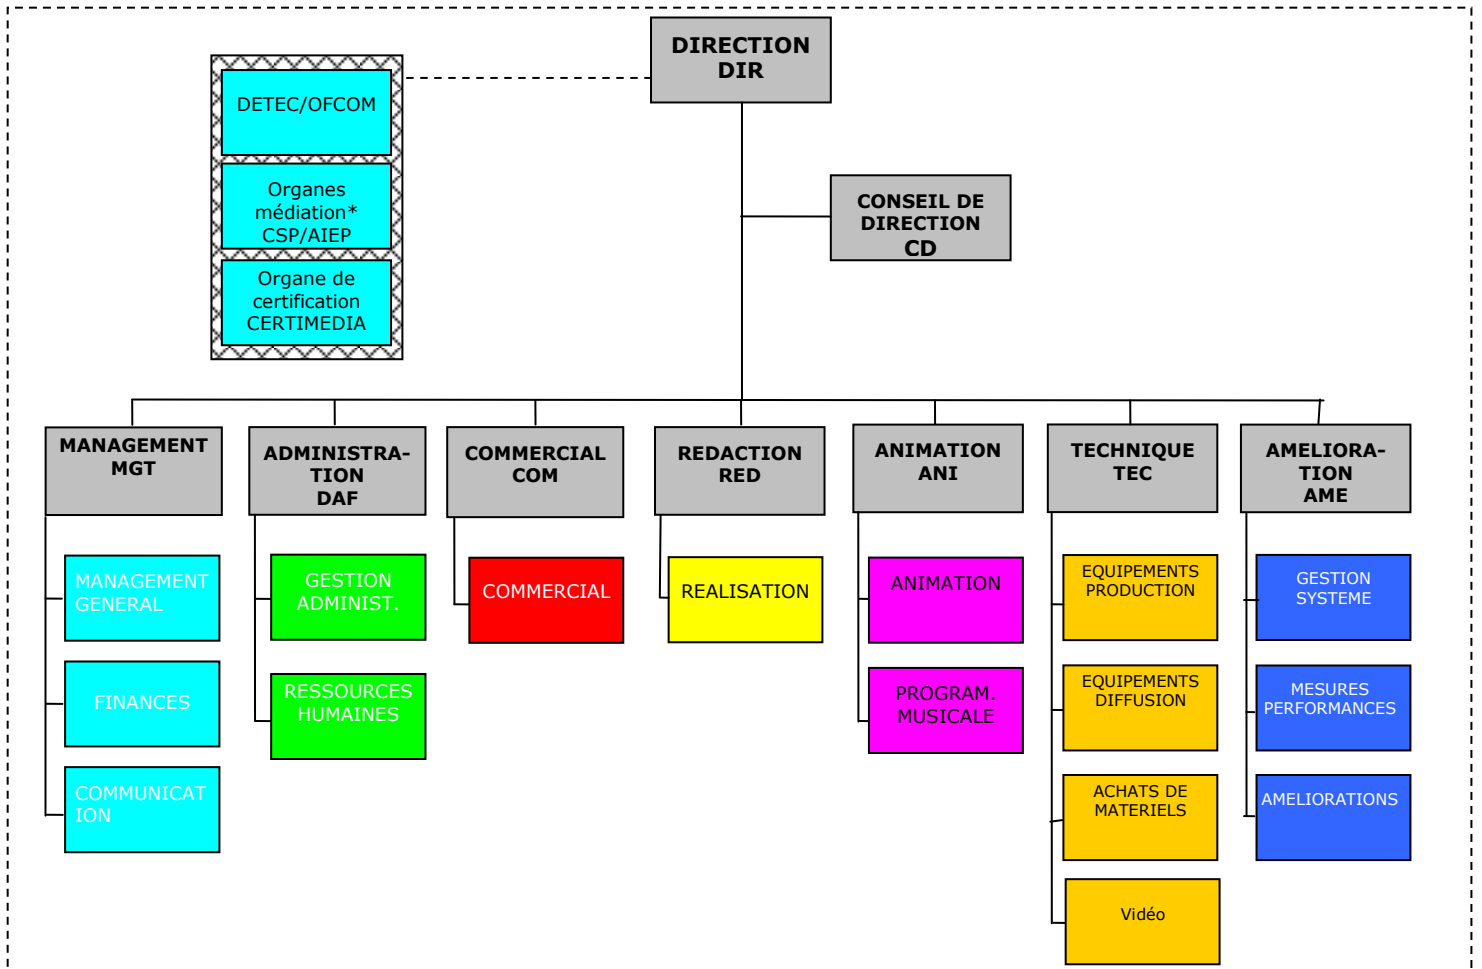 DIRECTION
DIR
DETEC/OFCOM
Organes
médiation*
CSP/AIEP
Organe de
certification
CERTIMEDIA
CONSEIL DE
DIRECTION
CD
MANAGEMENT
MGT
ADMINISTRA-
TION
DAF
COMMERCIAL
COM
REDACTION
RED
ANIMATION
ANI
TECHNIQUE
TEC
AMELIORA-
TION
AME
MANAGEMENT
GENERAL
FINANCES
COMMUNICAT
ION
GESTION
ADMINIST.
RESSOURCES
HUMAINES
COMMERCIAL
REALISATION
ANIMATION
PROGRAM.
MUSICALE
EQUIPEMENTS
PRODUCTION
EQUIPEMENTS
DIFFUSION
ACHATS DE
MATERIELS
Vidéo
GESTION
SYSTEME
MESURES
PERFORMANCES
AMELIORATIONS